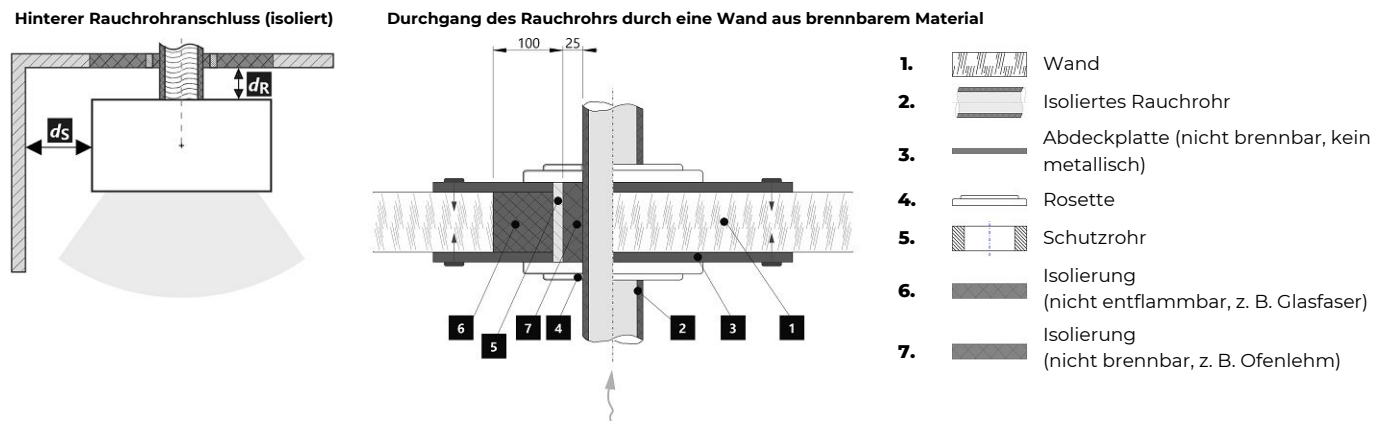 Hinterer Rauchrohranschluss (isoliert)
dR
dS
Durchgang des Rauchrohrs durch eine Wand aus brennbarem Material
100 25
6 5 7 4 2 3 1
1. Wand
2. Isoliertes Rauchrohr
3. Abdeckplatte (nicht brennbar, kein
metallisch)
4. Rosette
5. Schutzrohr
6. Isolierung
(nicht entflammbar, z. B. Glasfaser)
7. Isolierung
(nicht brennbar, z. B. Ofenlehm)